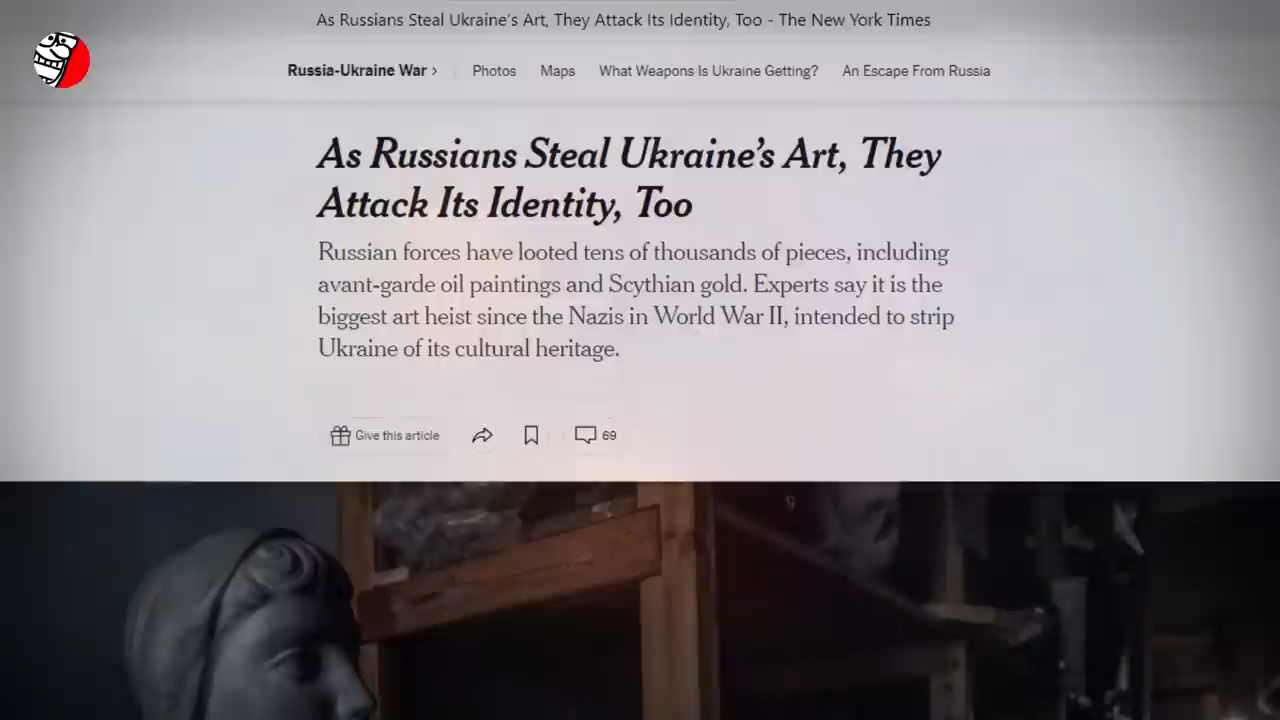 As Russians Steal Ukraine's Art, They Attack Its Identity, Too - The New York Times
Russia-Ukraine War › Photos Maps What Weapons Is Ukraine Getting? An Escape From Russia
As Russians Steal Ukraine's Art, They
Attack Its Identity, Too
Russian forces have looted tens of thousands of pieces, including
avant-garde oil paintings and Scythian gold. Experts say it is the
biggest art heist since the Nazis in World War II, intended to strip
Ukraine of its cultural heritage.
Give this article 69